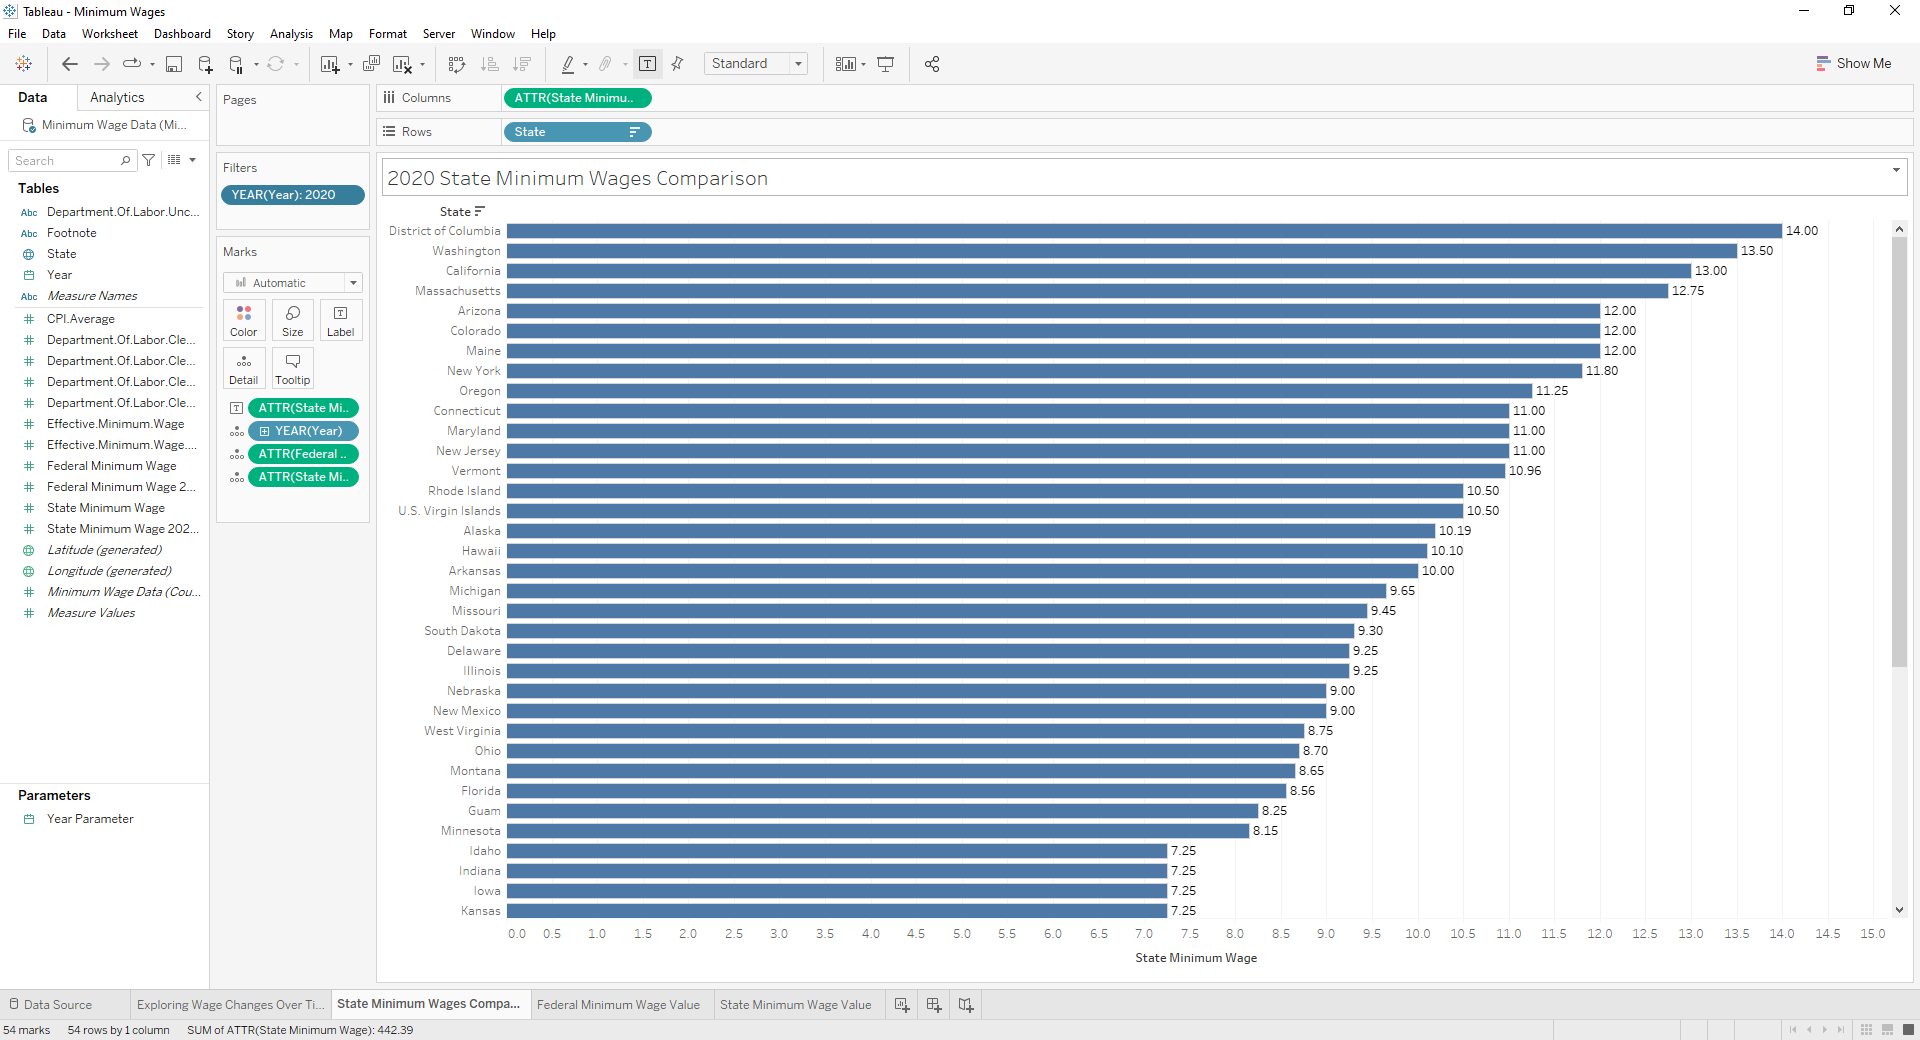 Tableau - Minimum Wages
File Data Worksheet Dashboard Story Analysis Map Format Server Window Help
Standard
Show Me
Data Analytics
Minimum Wage Data (Mi...
Search
Tables
Abc Department.Of.Labor.Unc...
Abc Footnote
State
Year
Abc Measure Names
CPI.Average
Department.Of.Labor.Cle...
Department.Of.Labor.Cle...
Department.Of.Labor.Cle...
Department.Of.Labor.Cle...
Effective.Minimum.Wage
Effective.Minimum.Wage....
Federal Minimum Wage
Federal Minimum Wage 2...
State Minimum Wage
State Minimum Wage 202...
Latitude (generated)
Longitude (generated)
Minimum Wage Data (Cou...
Measure Values
Parameters
Year Parameter
Pages
Filters
YEAR(Year): 2020
Marks
Automatic
Color Size Label
Detail Tooltip
ATTR(State Mi..
YEAR(Year)
ATTR(Federal ..
ATTR(State Mi..
Columns ATTR(State Minimu..
Rows State
2020 State Minimum Wages Comparison
State
District of Columbia 14.00
Washington 13.50
California 13.00
Massachusetts 12.75
Arizona 12.00
Colorado 12.00
Maine 12.00
New York 11.80
Oregon 11.25
Connecticut 11.00
Maryland 11.00
New Jersey 11.00
Vermont 10.96
Rhode Island 10.50
U.S. Virgin Islands 10.50
Alaska 10.19
Hawaii 10.10
Arkansas 10.00
Michigan 9.65
Missouri 9.45
South Dakota 9.30
Delaware 9.25
Illinois 9.25
Nebraska 9.00
New Mexico 9.00
West Virginia 8.75
Ohio 8.70
Montana 8.65
Florida 8.56
Guam 8.25
Minnesota 8.15
Idaho 7.25
Indiana 7.25
Iowa 7.25
Kansas 7.25
0.0 0.5 1.0 1.5 2.0 2.5 3.0 3.5 4.0 4.5 5.0 5.5 6.0 6.5 7.0 7.5 8.0 8.5 9.0 9.5 10.0 10.5 11.0 11.5 12.0 12.5 13.0 13.5 14.0 14.5 15.0
State Minimum Wage
Data Source Exploring Wage Changes Over Ti... State Minimum Wages Compa... Federal Minimum Wage Value State Minimum Wage Value
54 marks 54 rows by 1 column SUM of ATTR(State Minimum Wage): 442.39